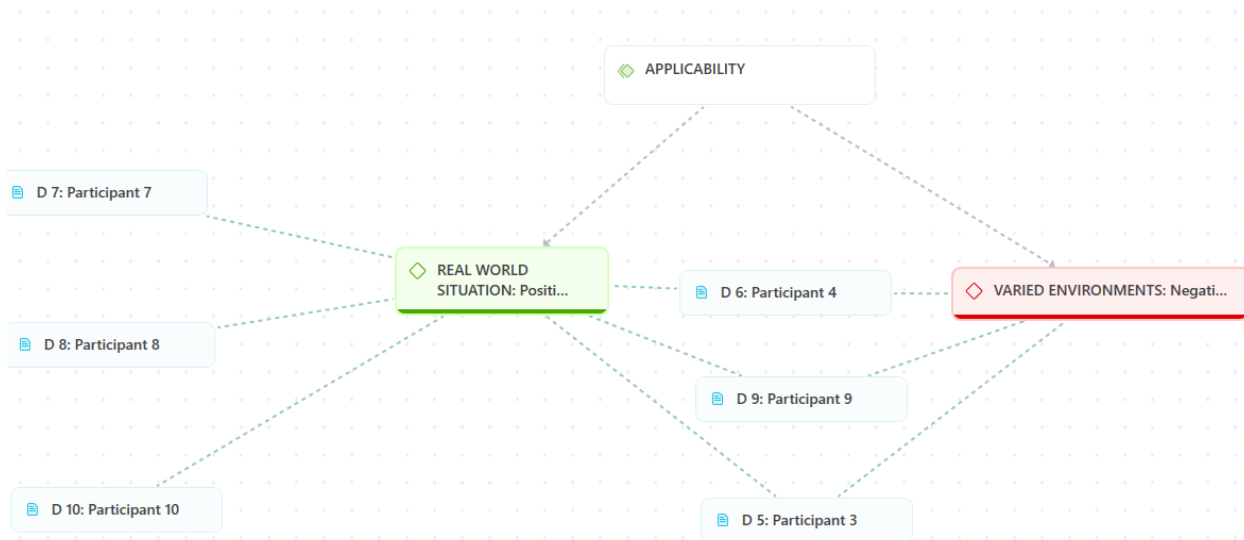 APPLICABILITY
D 7: Participant 7
REAL WORLD
SITUATION: Positi...
D 6: Participant 4
VARIED ENVIRONMENTS: Negati...
D 8: Participant 8
D 9: Participant 9
D 10: Participant 10
D 5: Participant 3